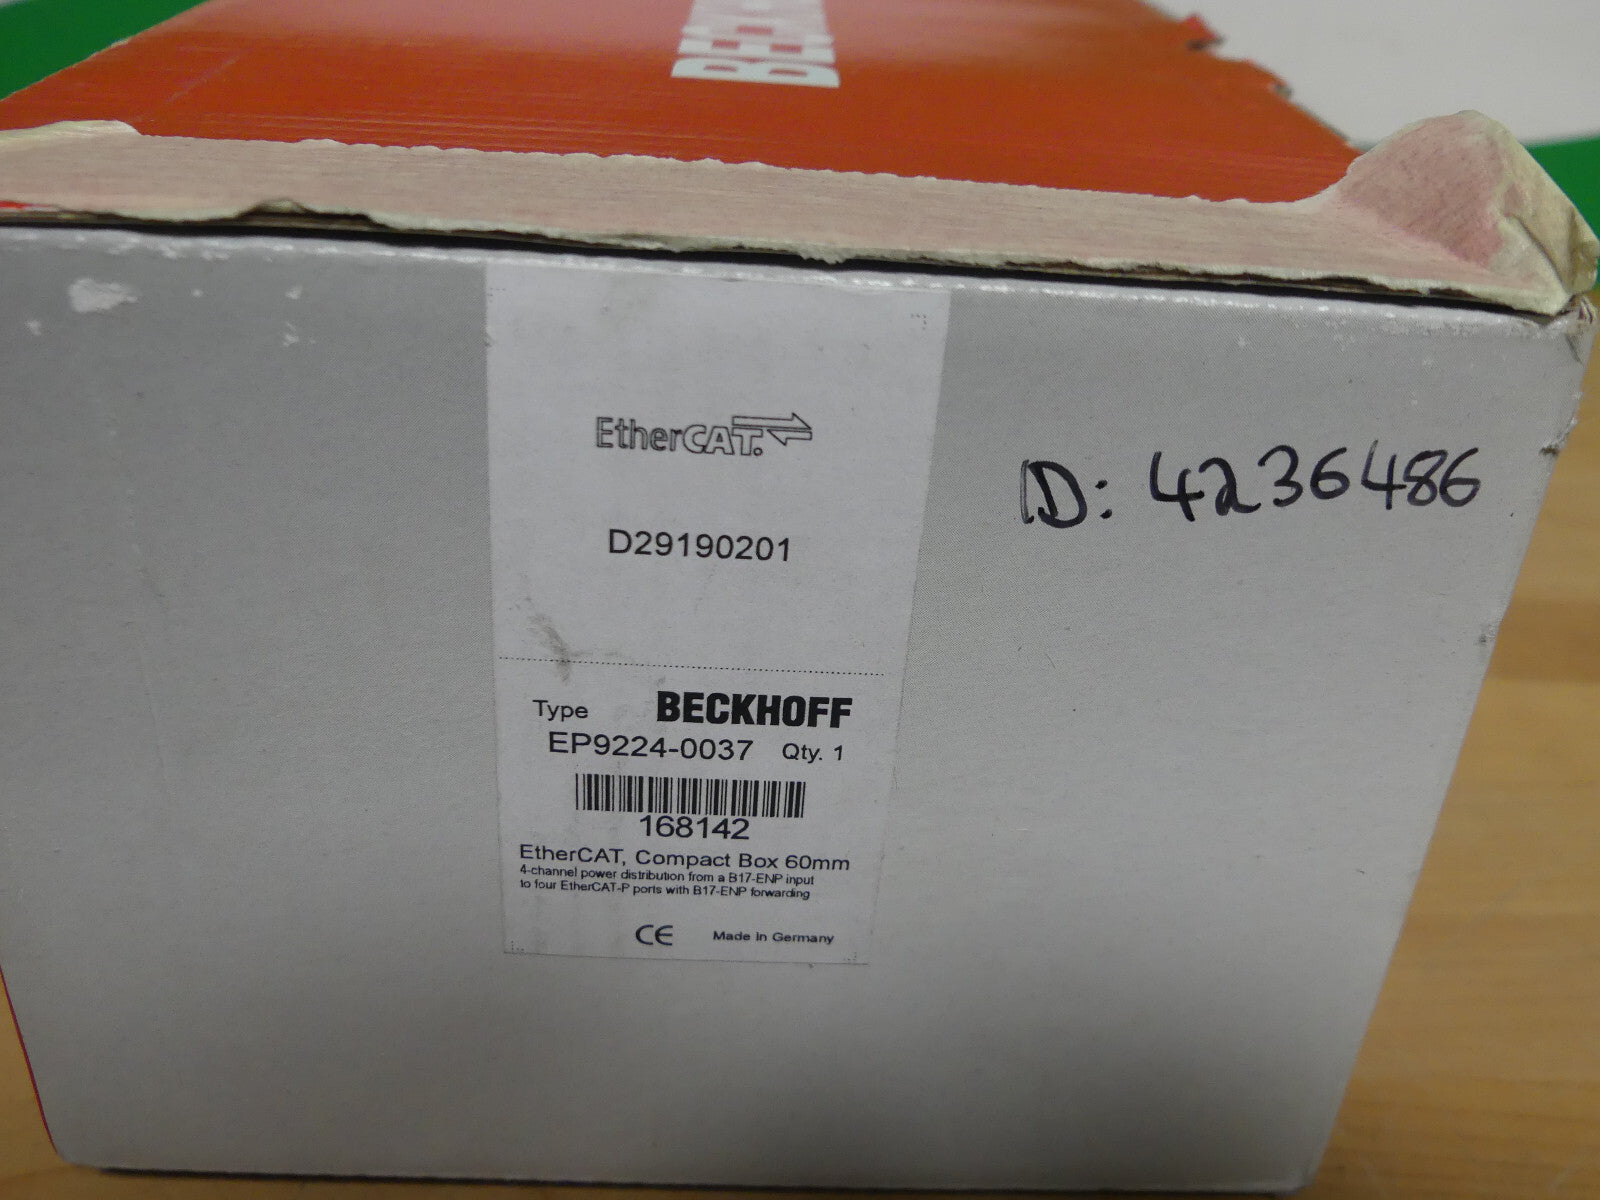 EtherCAT.
D: 4236486
D29190201
Type BECKHOFF
EP9224-0037 Qty. 1
168142
EtherCAT, Compact Box 60mm
4-channel power distribution from a B17-ENP input
to four EtherCAT-P ports with B17-ENP forwarding
CE Made in Germany